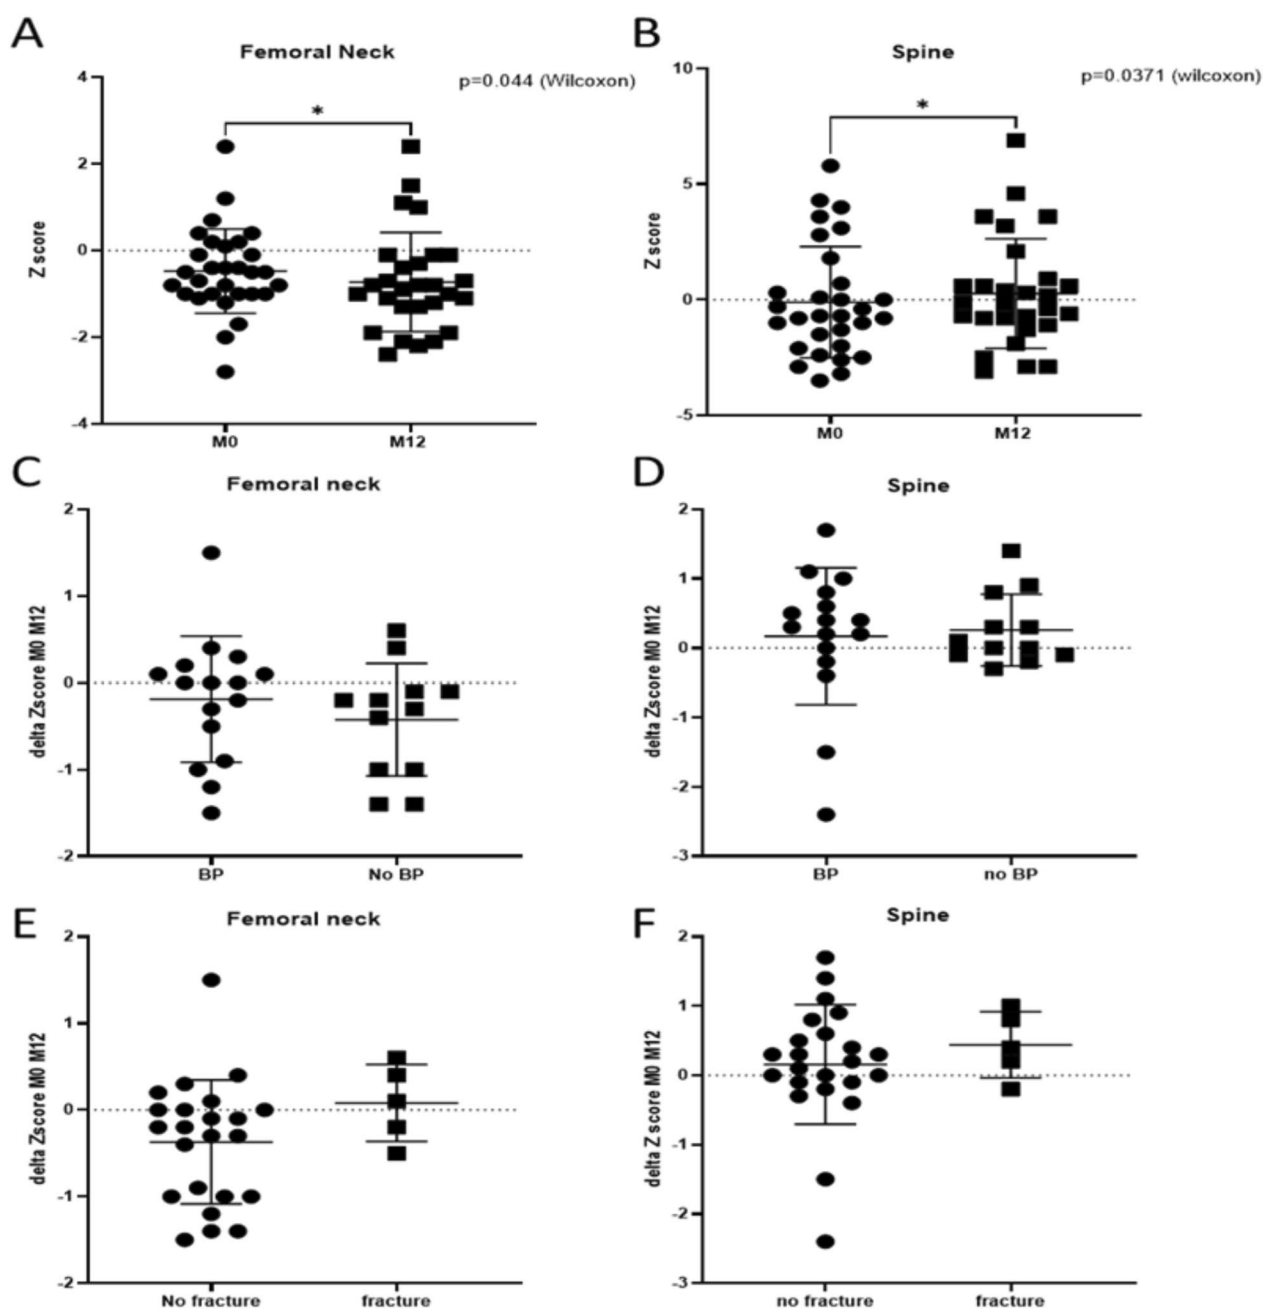 A
Femoral Neck
p=0.044 (Wilcoxon)
*
Z score
4
2
0
-2
-4
M0
M12
B
Spine
p=0.0371 (wilcoxon)
*
Z score
10
5
0
-5
M0
M12
C
Femoral neck
delta Zscore M0 M12
2
1
0
-1
-2
BP
No BP
D
Spine
delta Zscore M0 M12
2
1
0
-1
-2
-3
BP
no BP
E
Femoral neck
delta Zscore M0 M12
2
1
0
-1
-2
No fracture
fracture
F
Spine
delta Z score M0 M12
2
1
0
-1
-2
-3
no fracture
fracture